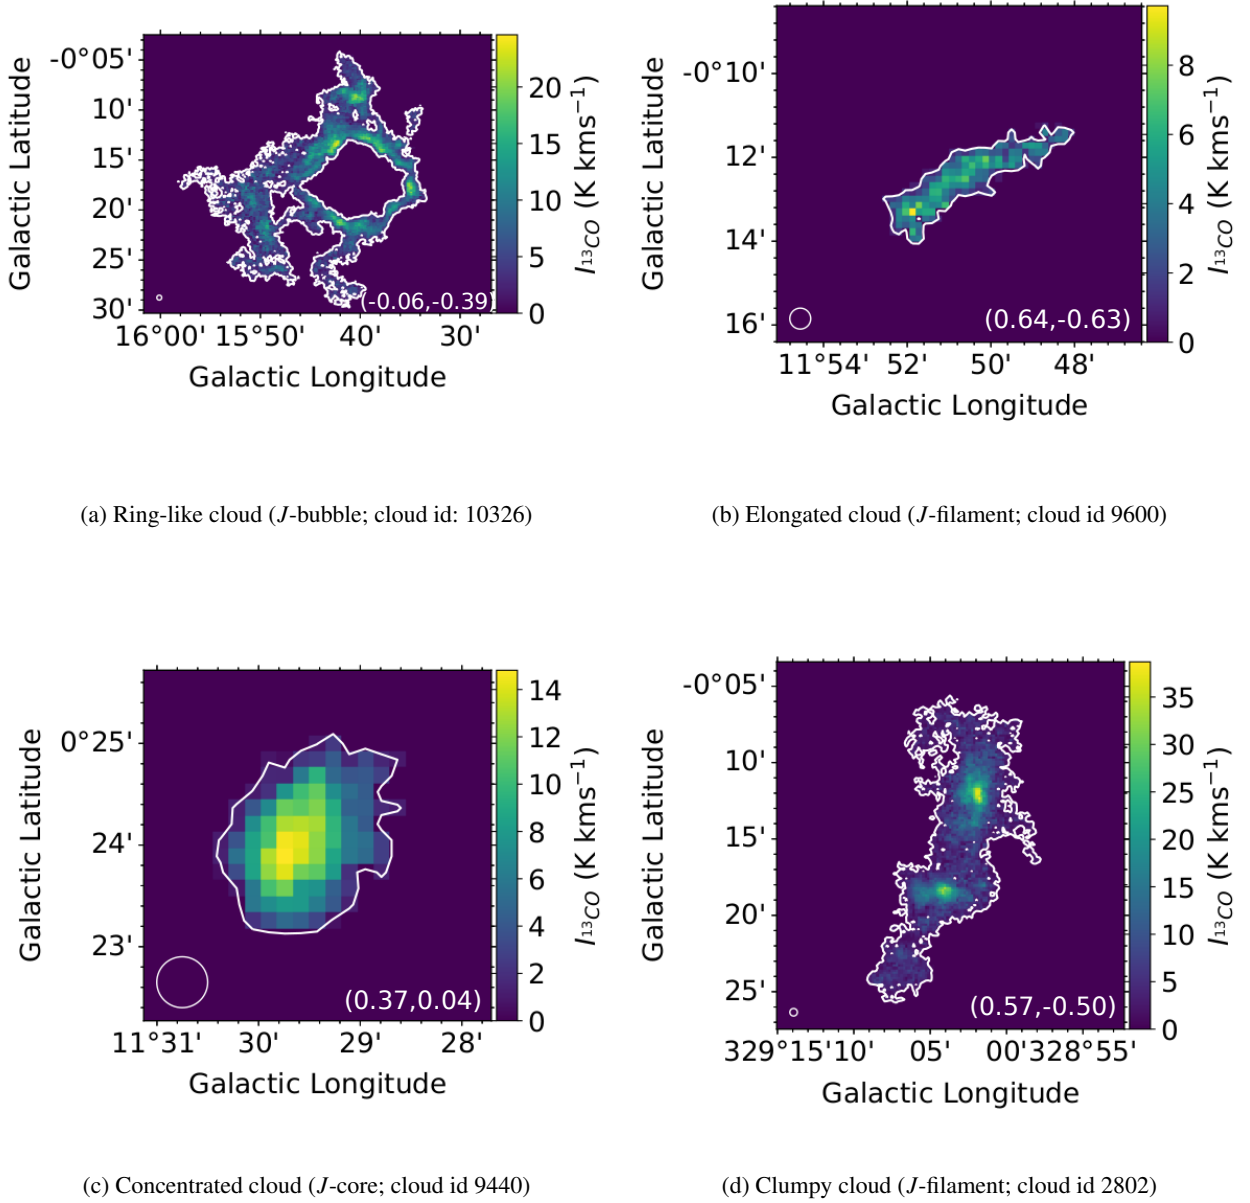 -0°05'
10'
15'
20'
25'
30'
Galactic Latitude
16°00' 15°50' 40' 30'
Galactic Longitude
(-0.06,-0.39)
20
15
10
5
0
I13CO (K kms−1)
(a) Ring-like cloud (J-bubble; cloud id: 10326)
-0°10'
12'
14'
16'
Galactic Latitude
11°54' 52' 50' 48'
Galactic Longitude
(0.64,-0.63)
8
6
4
2
0
I13CO (K kms−1)
(b) Elongated cloud (J-filament; cloud id 9600)
0°25'
24'
23'
Galactic Latitude
11°31' 30' 29' 28'
Galactic Longitude
(0.37,0.04)
14
12
10
8
6
4
2
0
I13CO (K kms−1)
(c) Concentrated cloud (J-core; cloud id 9440)
-0°05'
10'
15'
20'
25'
Galactic Latitude
329°15'10' 05' 00'328°55'
Galactic Longitude
(0.57,-0.50)
35
30
25
20
15
10
5
0
I13CO (K kms−1)
(d) Clumpy cloud (J-filament; cloud id 2802)